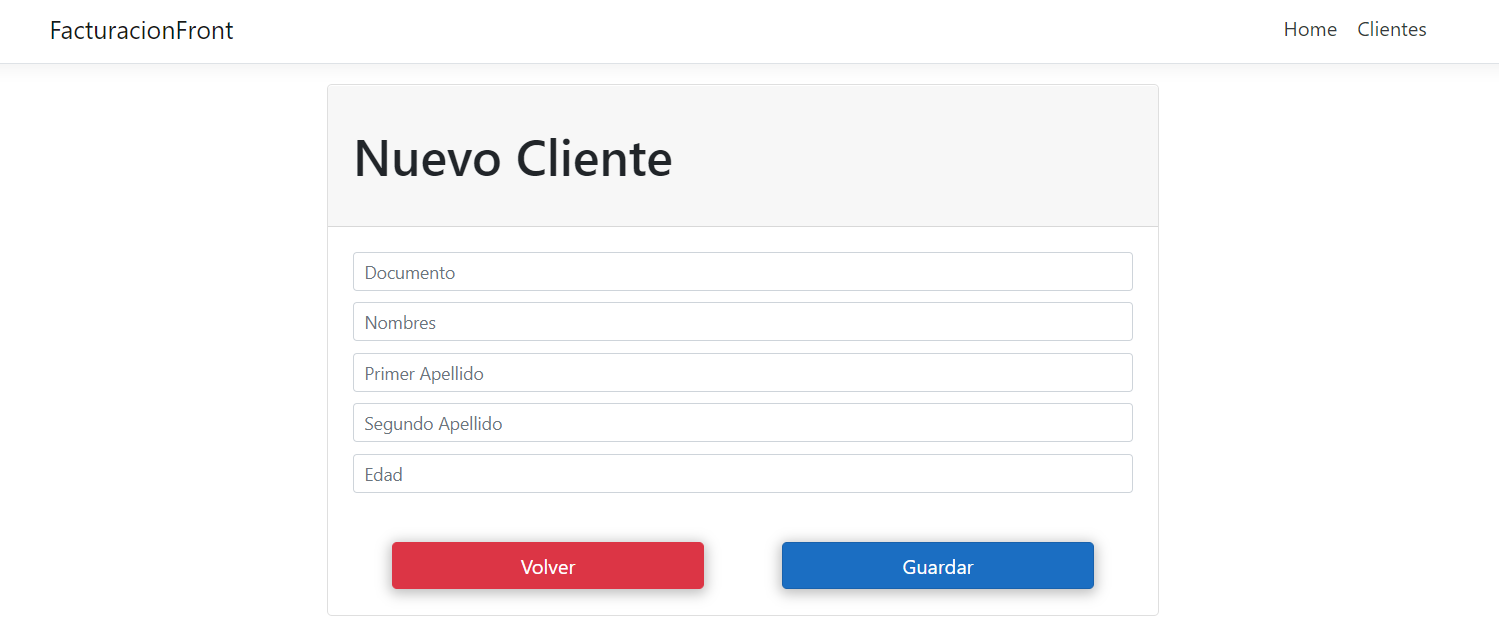 FacturacionFront
Home Clientes
Nuevo Cliente
Documento
Nombres
Primer Apellido
Segundo Apellido
Edad
Volver Guardar